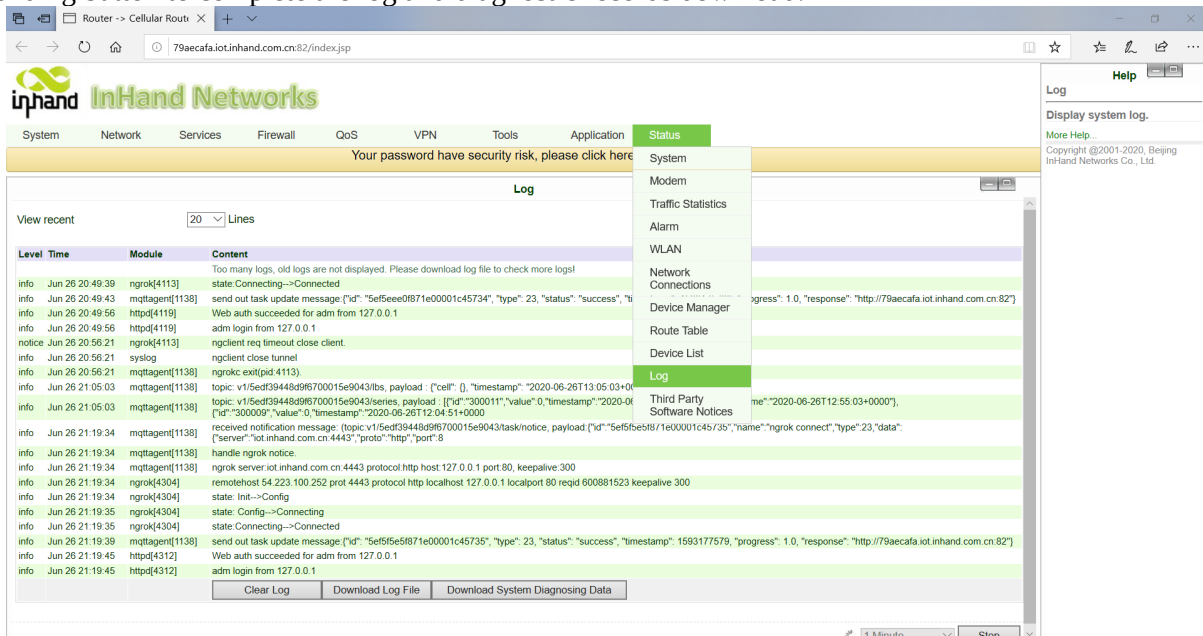 Router -> Cellular Route
79aecafa.iot.inhand.com.cn:82/index.jsp
inhand InHand Networks
System Network Services Firewall QoS VPN Tools Application Status
Your password have security risk, please click here
System
Modem
Traffic Statistics
Alarm
WLAN
Network Connections
Device Manager
Route Table
Device List
Log
Third Party Software Notices
Help
Log
Display system log.
More Help...
Copyright @2001-2020, Beijing
InHand Networks Co., Ltd.
Log
View recent 20 Lines
Level Time Module Content
Too many logs, old logs are not displayed. Please download log file to check more logs!
info Jun 26 20:49:39 ngrok[4113] state:Connecting-->Connected
info Jun 26 20:49:43 mqttagent[1138] send out task update message:{"id": "5ef5eee0f871e00001c45734", "type": 23, "status": "success", "ti ogress": 1.0, "response": "http://79aecafa.iot.inhand.com.cn:82"}
info Jun 26 20:49:56 httpd[4119] Web auth succeeded for adm from 127.0.0.1
info Jun 26 20:49:56 httpd[4119] adm login from 127.0.0.1
notice Jun 26 20:56:21 ngrok[4113] ngclient req timeout close client.
info Jun 26 20:56:21 syslog ngclient close tunnel
info Jun 26 20:56:21 mqttagent[1138] ngrokc exit(pid:4113).
info Jun 26 21:05:03 mqttagent[1138] topic: v1/5edf39448d9f6700015e9043/lbs, payload : {"cell": {}, "timestamp": "2020-06-26T13:05:03+00
info Jun 26 21:05:03 mqttagent[1138] topic: v1/5edf39448d9f6700015e9043/series, payload : [{"id":"300011","value":0,"timestamp":"2020-06 me":"2020-06-26T12:55:03+0000"},
{"id":"300009","value":0,"timestamp":"2020-06-26T12:04:51+0000
info Jun 26 21:19:34 mqttagent[1138] received notification message: (topic:v1/5edf39448d9f6700015e9043/task/notice, payload:{"id":"5ef5f5e5f871e00001c45735","name":"ngrok connect","type":23,"data":
{"server":"iot.inhand.com.cn:4443","proto":"http","port":8
info Jun 26 21:19:34 mqttagent[1138] handle ngrok notice.
info Jun 26 21:19:34 mqttagent[1138] ngrok server:iot.inhand.com.cn:4443 protocol:http host:127.0.0.1 port:80, keepalive:300
info Jun 26 21:19:34 ngrok[4304] remotehost 54.223.100.252 prot 4443 protocol http localhost 127.0.0.1 localport 80 reqid 600881523 keepalive 300
info Jun 26 21:19:34 ngrok[4304] state: Init-->Config
info Jun 26 21:19:35 ngrok[4304] state: Config-->Connecting
info Jun 26 21:19:35 ngrok[4304] state:Connecting-->Connected
info Jun 26 21:19:39 mqttagent[1138] send out task update message:{"id": "5ef5f5e5f871e00001c45735", "type": 23, "status": "success", "timestamp": 1593177579, "progress": 1.0, "response": "http://79aecafa.iot.inhand.com.cn:82"}
info Jun 26 21:19:45 httpd[4312] Web auth succeeded for adm from 127.0.0.1
info Jun 26 21:19:45 httpd[4312] adm login from 127.0.0.1
Clear Log Download Log File Download System Diagnosing Data
1 Minute Stop